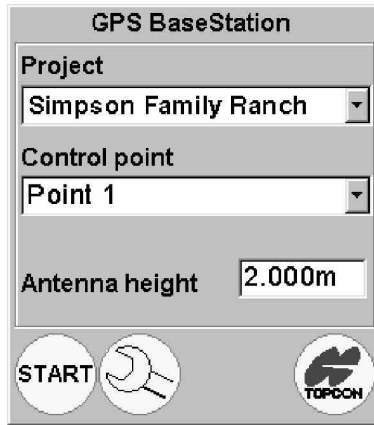 GPS BaseStation
Project
Simpson Family Ranch
Control point
Point 1
Antenna height 2.000m
START
TOPCON